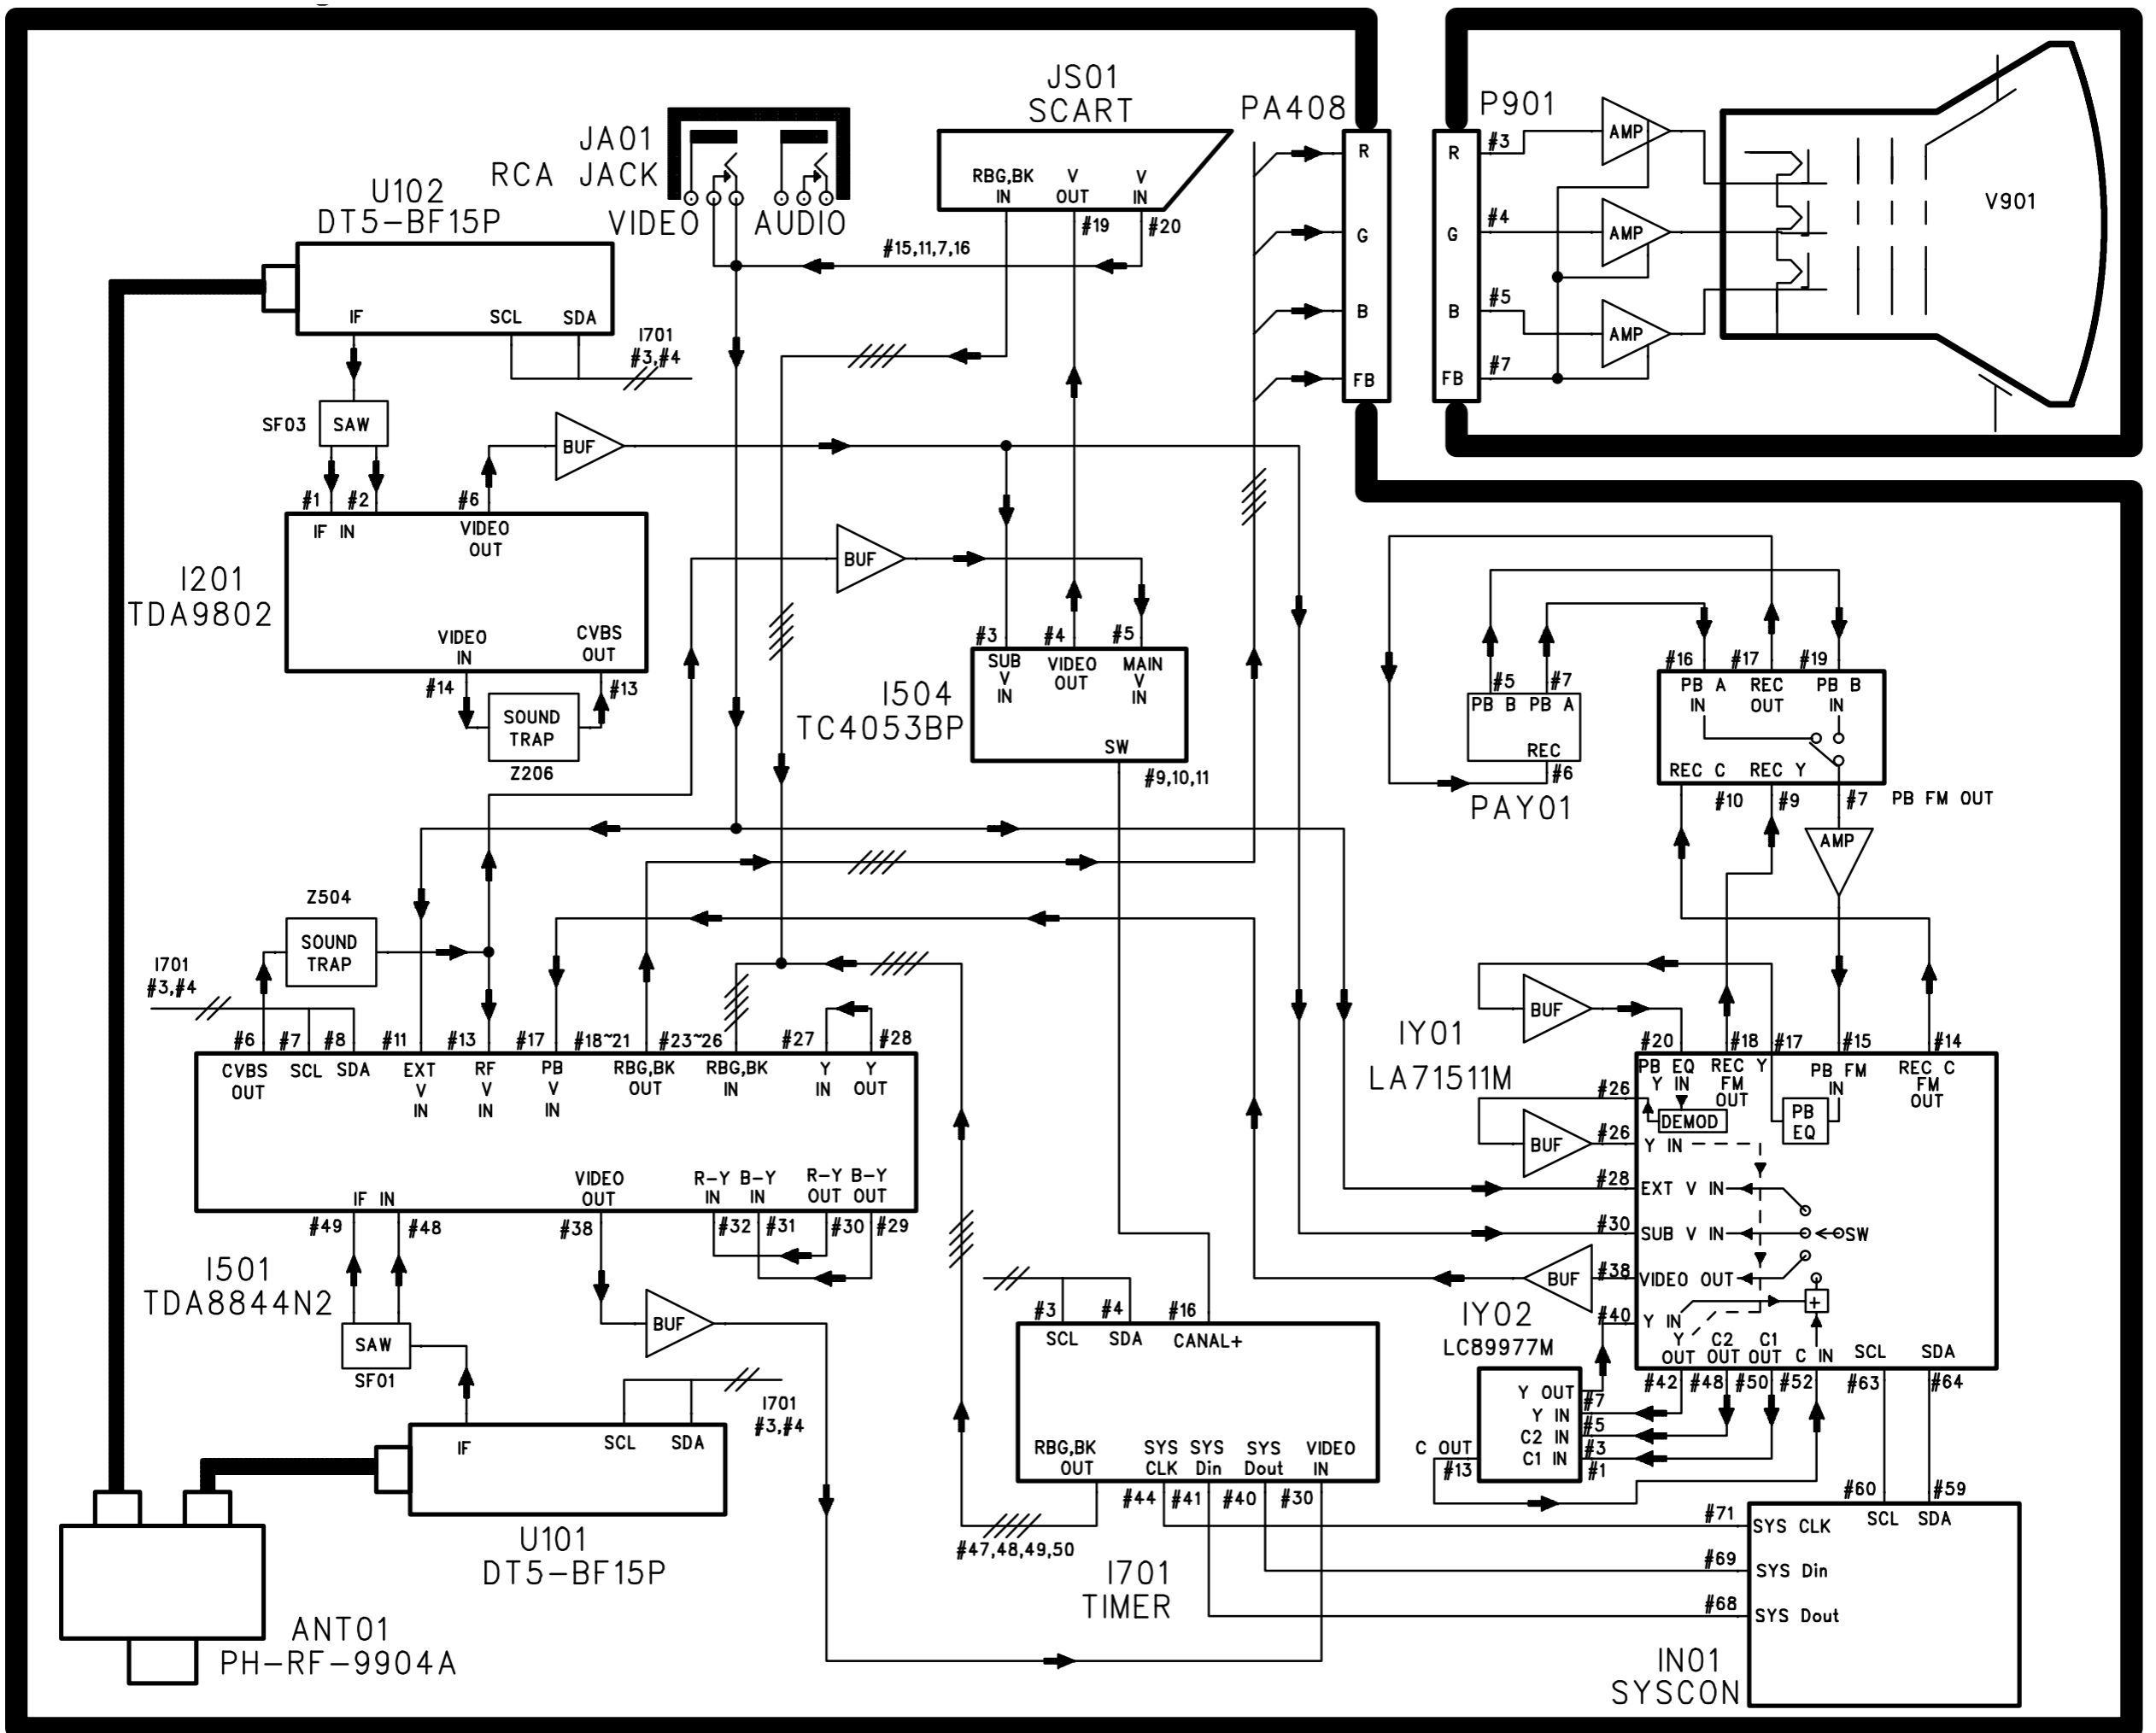 JS01
SCART
RBG,BK
IN
V
OUT
V
IN
#19
#20
#15,11,7,16
JA01
RCA JACK
VIDEO
AUDIO
PA408
R
G
B
FB
P901
R
G
B
FB
#3
#4
#5
#7
AMP
AMP
AMP
V901
U102
DT5-BF15P
IF
SCL
SDA
I701
#3,#4
SF03
SAW
#1
#2
#6
IF IN
VIDEO
OUT
BUF
I201
TDA9802
VIDEO
IN
CVBS
OUT
#14
#13
SOUND
TRAP
Z206
BUF
#3
#4
#5
SUB
V
IN
VIDEO
OUT
MAIN
V
IN
SW
I504
TC4053BP
#9,10,11
#5
#7
PB B
PB A
REC
#6
PAY01
#16
#17
#19
PB A
IN
REC
OUT
PB B
IN
REC C
REC Y
#10
#9
#7
PB FM OUT
AMP
Z504
SOUND
TRAP
I701
#3,#4
#6
#7
#8
#11
#13
#17
#18~21
#23~26
#27
#28
CVBS
OUT
SCL
SDA
EXT
V
IN
RF
V
IN
PB
V
IN
RBG,BK
OUT
RBG,BK
IN
Y
IN
Y
OUT
IF IN
VIDEO
OUT
R-Y
IN
B-Y
IN
R-Y
OUT
B-Y
OUT
#49
#48
#38
#32
#31
#30
#29
I501
TDA8844N2
SAW
SF01
BUF
I701
#3,#4
IF
SCL
SDA
U101
DT5-BF15P
ANT01
PH-RF-9904A
#3
#4
#16
SCL
SDA
CANAL+
RBG,BK
OUT
SYS
CLK
SYS
Din
SYS
Dout
VIDEO
IN
#44
#41
#40
#30
#47,48,49,50
I701
TIMER
IY01
LA71511M
BUF
#20
#18
#17
#15
#14
PB EQ
Y IN
REC Y
FM
OUT
PB FM
IN
REC C
FM
OUT
DEMOD
PB
EQ
#26
BUF
#26
Y IN
#28
EXT V IN
#30
SUB V IN
SW
BUF
#38
VIDEO OUT
#40
Y IN
+
Y
OUT
C2
OUT
C1
OUT
C IN
SCL
SDA
#42
#48
#50
#52
#63
#64
IY02
LC89977M
Y OUT
#7
Y IN
#5
C2 IN
#3
C1 IN
#1
C OUT
#13
#60
#59
SCL
SDA
#71
SYS CLK
#69
SYS Din
#68
SYS Dout
IN01
SYSCON